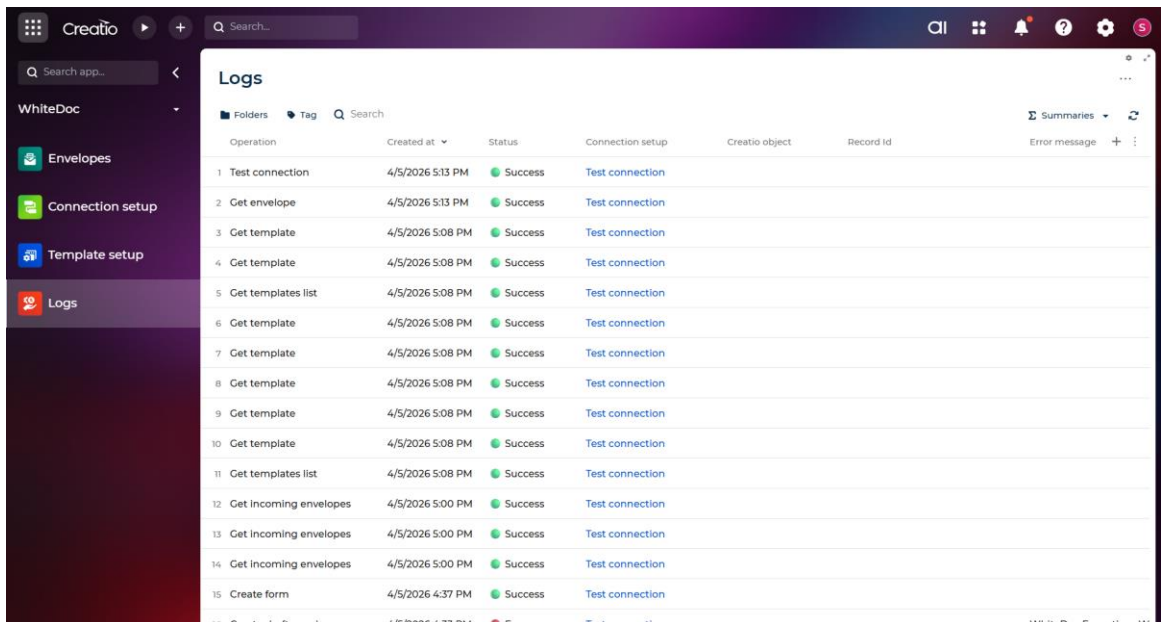 Creatio
Search...
ai
S
Search app...
WhiteDoc
Envelopes
Connection setup
Template setup
Logs
Logs
Folders Tag Search Σ Summaries
Operation Created at Status Connection setup Creatio object Record Id Error message
1 Test connection 4/5/2026 5:13 PM Success Test connection
2 Get envelope 4/5/2026 5:13 PM Success Test connection
3 Get template 4/5/2026 5:08 PM Success Test connection
4 Get template 4/5/2026 5:08 PM Success Test connection
5 Get templates list 4/5/2026 5:08 PM Success Test connection
6 Get template 4/5/2026 5:08 PM Success Test connection
7 Get template 4/5/2026 5:08 PM Success Test connection
8 Get template 4/5/2026 5:08 PM Success Test connection
9 Get template 4/5/2026 5:08 PM Success Test connection
10 Get template 4/5/2026 5:08 PM Success Test connection
11 Get templates list 4/5/2026 5:08 PM Success Test connection
12 Get incoming envelopes 4/5/2026 5:00 PM Success Test connection
13 Get incoming envelopes 4/5/2026 5:00 PM Success Test connection
14 Get incoming envelopes 4/5/2026 5:00 PM Success Test connection
15 Create form 4/5/2026 4:37 PM Success Test connection